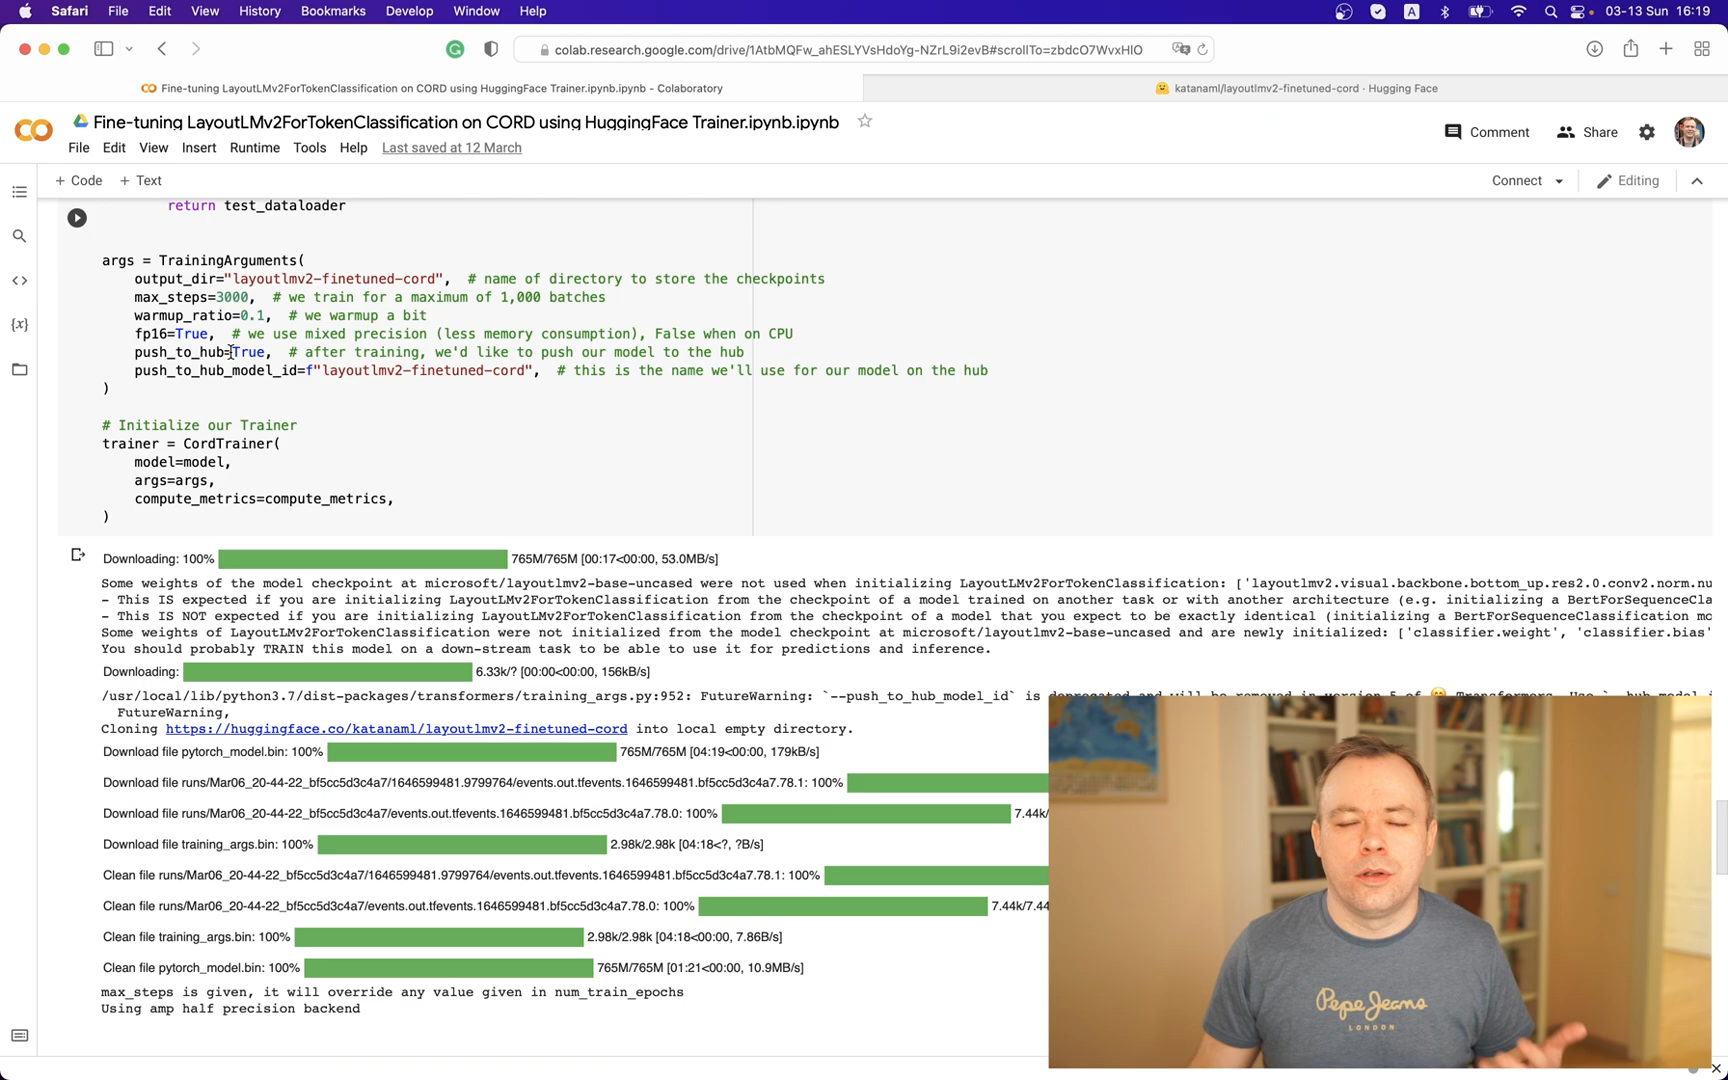 Safari File Edit View History Bookmarks Develop Window Help
A 03-13 Sun 16:19
colab.research.google.com/drive/1AtbMQFw_ahESLYVsHdoYg-NZrL9i2evB#scrollTo=zbdcO7WvxHlO
Fine-tuning LayoutLMv2ForTokenClassification on CORD using HuggingFace Trainer.ipynb.ipynb - Colaboratory
katanaml/layoutlmv2-finetuned-cord · Hugging Face
Fine-tuning LayoutLMv2ForTokenClassification on CORD using HuggingFace Trainer.ipynb.ipynb
Comment Share
File Edit View Insert Runtime Tools Help Last saved at 12 March
+ Code + Text Connect Editing
return test_dataloader
args = TrainingArguments(
output_dir="layoutlmv2-finetuned-cord", # name of directory to store the checkpoints
max_steps=3000, # we train for a maximum of 1,000 batches
warmup_ratio=0.1, # we warmup a bit
fp16=True, # we use mixed precision (less memory consumption), False when on CPU
push_to_hub=True, # after training, we'd like to push our model to the hub
push_to_hub_model_id=f"layoutlmv2-finetuned-cord", # this is the name we'll use for our model on the hub
)
# Initialize our Trainer
trainer = CordTrainer(
model=model,
args=args,
compute_metrics=compute_metrics,
)
Downloading: 100% 765M/765M [00:17<00:00, 53.0MB/s]
Some weights of the model checkpoint at microsoft/layoutlmv2-base-uncased were not used when initializing LayoutLMv2ForTokenClassification: ['layoutlmv2.visual.backbone.bottom_up.res2.0.conv2.norm.nu
- This IS expected if you are initializing LayoutLMv2ForTokenClassification from the checkpoint of a model trained on another task or with another architecture (e.g. initializing a BertForSequenceCla
- This IS NOT expected if you are initializing LayoutLMv2ForTokenClassification from the checkpoint of a model that you expect to be exactly identical (initializing a BertForSequenceClassification mo
Some weights of LayoutLMv2ForTokenClassification were not initialized from the model checkpoint at microsoft/layoutlmv2-base-uncased and are newly initialized: ['classifier.weight', 'classifier.bias'
You should probably TRAIN this model on a down-stream task to be able to use it for predictions and inference.
Downloading: 6.33k/? [00:00<00:00, 156kB/s]
/usr/local/lib/python3.7/dist-packages/transformers/training_args.py:952: FutureWarning: `--push_to_hub_model_id` is deprecated and will be removed in version 5 of 🤗 Transformers. Use `--hub_model_i
FutureWarning,
Cloning https://huggingface.co/katanaml/layoutlmv2-finetuned-cord into local empty directory.
Download file pytorch_model.bin: 100% 765M/765M [04:19<00:00, 179kB/s]
Download file runs/Mar06_20-44-22_bf5cc5d3c4a7/1646599481.9799764/events.out.tfevents.1646599481.bf5cc5d3c4a7.78.1: 100%
Download file runs/Mar06_20-44-22_bf5cc5d3c4a7/events.out.tfevents.1646599481.bf5cc5d3c4a7.78.0: 100% 7.44k/
Download file training_args.bin: 100% 2.98k/2.98k [04:18<?, ?B/s]
Clean file runs/Mar06_20-44-22_bf5cc5d3c4a7/1646599481.9799764/events.out.tfevents.1646599481.bf5cc5d3c4a7.78.1: 100%
Clean file runs/Mar06_20-44-22_bf5cc5d3c4a7/events.out.tfevents.1646599481.bf5cc5d3c4a7.78.0: 100% 7.44k/7.44
Clean file training_args.bin: 100% 2.98k/2.98k [04:18<00:00, 7.86B/s]
Clean file pytorch_model.bin: 100% 765M/765M [01:21<00:00, 10.9MB/s]
max_steps is given, it will override any value given in num_train_epochs
Using amp half precision backend
Pepe Jeans
LONDON